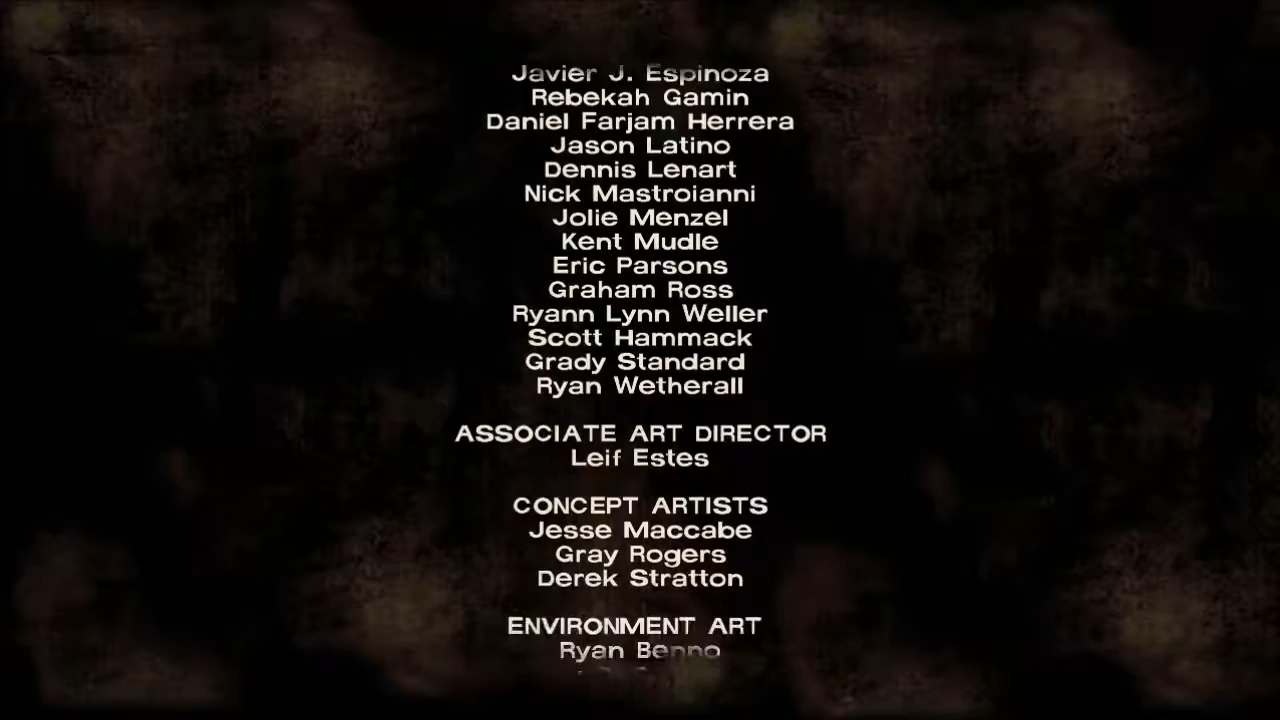 Javier J. Espinoza
Rebekah Gamin
Daniel Farjam Herrera
Jason Latino
Dennis Lenart
Nick Mastroianni
Jolie Menzel
Kent Mudle
Eric Parsons
Graham Ross
Ryann Lynn Weller
Scott Hammack
Grady Standard
Ryan Wetherall
ASSOCIATE ART DIRECTOR
Leif Estes
CONCEPT ARTISTS
Jesse Maccabe
Gray Rogers
Derek Stratton
ENVIRONMENT ART
Ryan Benno